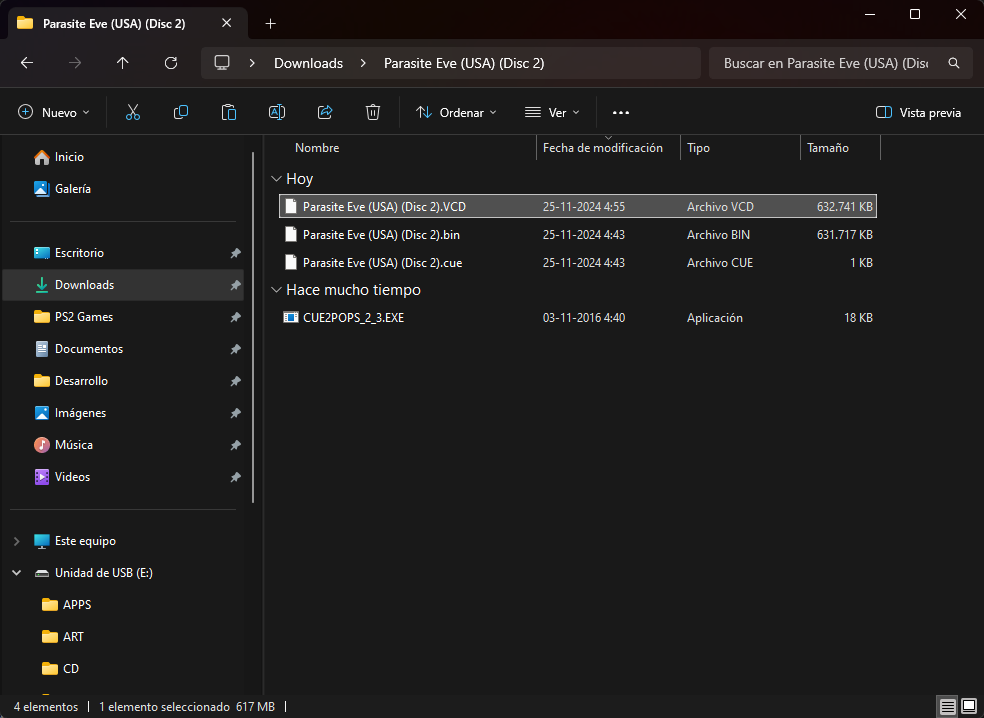 Parasite Eve (USA) (Disc 2)
Downloads Parasite Eve (USA) (Disc 2) Buscar en Parasite Eve (USA) (Disc
Nuevo Ordenar Ver Vista previa
Inicio
Galería
Escritorio
Downloads
PS2 Games
Documentos
Desarrollo
Imágenes
Música
Videos
Este equipo
Unidad de USB (E:)
APPS
ART
CD
Nombre Fecha de modificación Tipo Tamaño
Hoy
Parasite Eve (USA) (Disc 2).VCD 25-11-2024 4:55 Archivo VCD 632.741 KB
Parasite Eve (USA) (Disc 2).bin 25-11-2024 4:43 Archivo BIN 631.717 KB
Parasite Eve (USA) (Disc 2).cue 25-11-2024 4:43 Archivo CUE 1 KB
Hace mucho tiempo
CUE2POPS_2_3.EXE 03-11-2016 4:40 Aplicación 18 KB
4 elementos 1 elemento seleccionado 617 MB